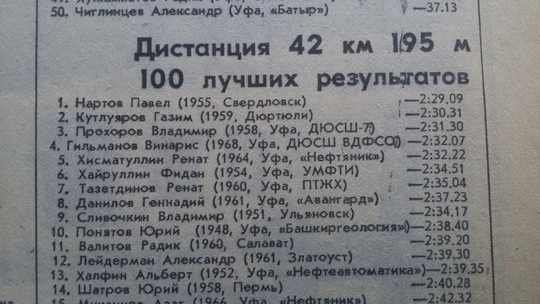 50. Чиглинцев Александр (Уфа, «Батыр») —37.13
Дистанция 42 км 195 м
100 лучших результатов
1. Нартов Павел (1955, Свердловск) —2:29,09
2. Кутлуяров Газим (1959, Дюртюли) —2:30,31
3. Прохоров Владимир (1958, Уфа, ДЮСШ-7) —2:31,30
4. Гильманов Винарис (1968, Уфа, ДЮСШ ВДФСО) —2:32,07
5. Хисматуллин Ренат (1964, Уфа, «Нефтяник») —2:32,22
6. Хайруллин Фидан (1954, Уфа, УМФТИ) —2:34.51
7. Тазетдинов Ренат (1960, Уфа, ПТЖХ) —2:35,04
8. Данилов Геннадий (1961, Уфа, «Авангард») —2:37.23
9. Сливочкин Владимир (1951, Ульяновск) —2:34.17
10. Понятов Юрий (1948, Уфа, «Башкиргеология») —2:38.40
11. Валитов Радик (1960, Салават) —2:39.20
12. Лейдерман Александр (1961, Златоуст) —2:39,30
13. Халфин Альберт (1952, Уфа, «Нефтеавтоматика») —2:39.35
14. Шатров Юрий (1958, Пермь) —2:40.28
(1966, Уфа, «Нефтяник») —2:42.32